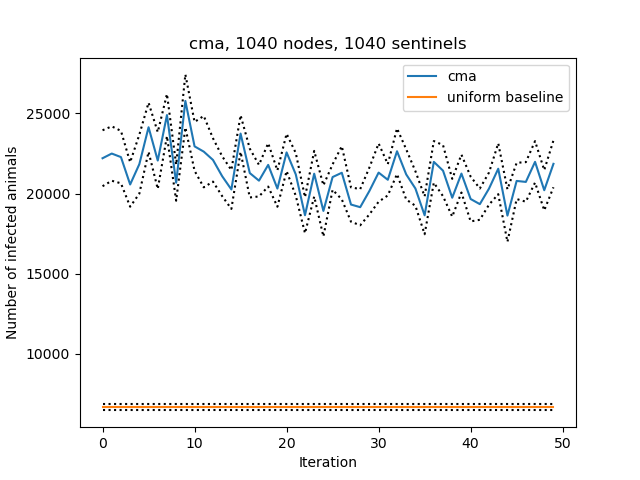 cma, 1040 nodes, 1040 sentinels
cma
uniform baseline
Number of infected animals
25000
20000
15000
10000
0 10 20 30 40 50
Iteration